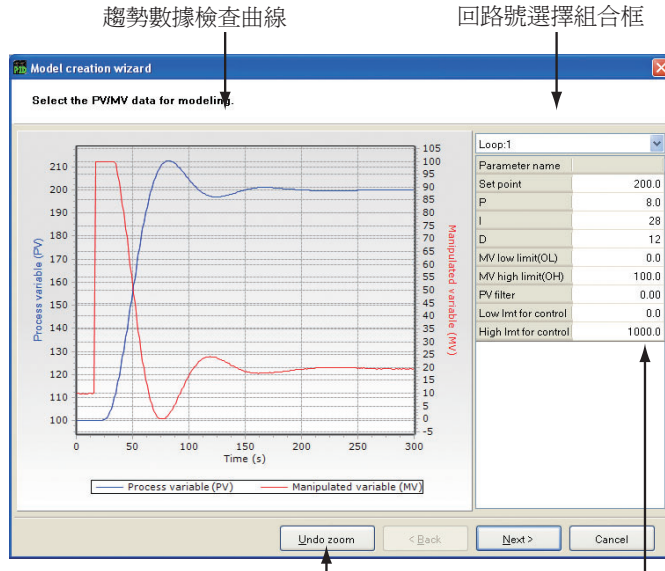 趨勢數據檢查曲線
回路號選擇組合框
PID
Model creation wizard
Select the PV/MV data for modeling.
Process variable (PV)
210
200
190
180
170
160
150
140
130
120
110
100
105
100
95
90
85
80
75
70
65
60
55
50
45
40
35
30
25
20
15
10
5
0
-5
Manipulated variable (MV)
0 50 100 150 200 250 300
Time (s)
Process variable (PV) Manipulated variable (MV)
Loop:1
Parameter name
Set point 200.0
P 8.0
I 28
D 12
MV low limit(OL) 0.0
MV high limit(OH) 100.0
PV filter 0.00
Low lmt for control 0.0
High lmt for control 1000.0
Undo zoom < Back Next > Cancel